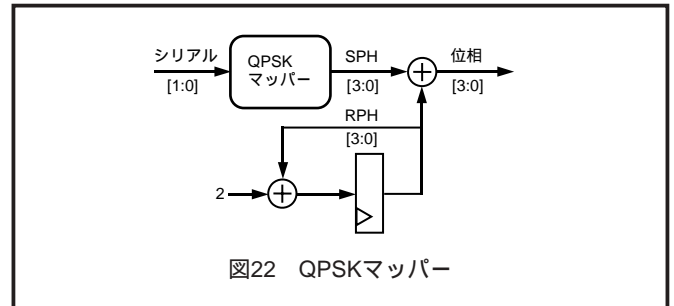 シリアル
[1:0]
QPSK
マッパー
SPH
[3:0]
位相
[3:0]
RPH
[3:0]
2
図22 QPSKマッパー